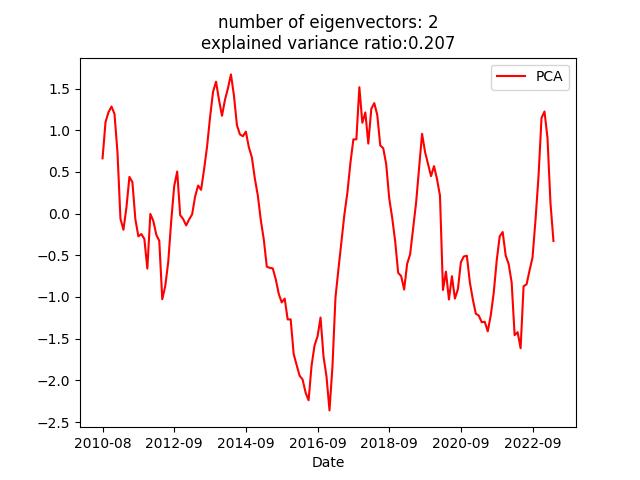 number of eigenvectors: 2
explained variance ratio:0.207
PCA
1.5
1.0
0.5
0.0
−0.5
−1.0
−1.5
−2.0
−2.5
2010-08 2012-09 2014-09 2016-09 2018-09 2020-09 2022-09
Date